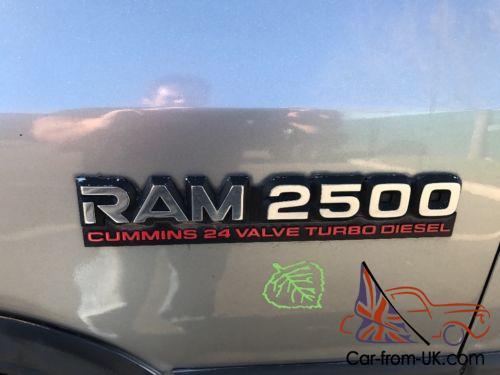 RAM 2500
CUMMINS 24 VALVE TURBO DIESEL
Car-from-UK.com